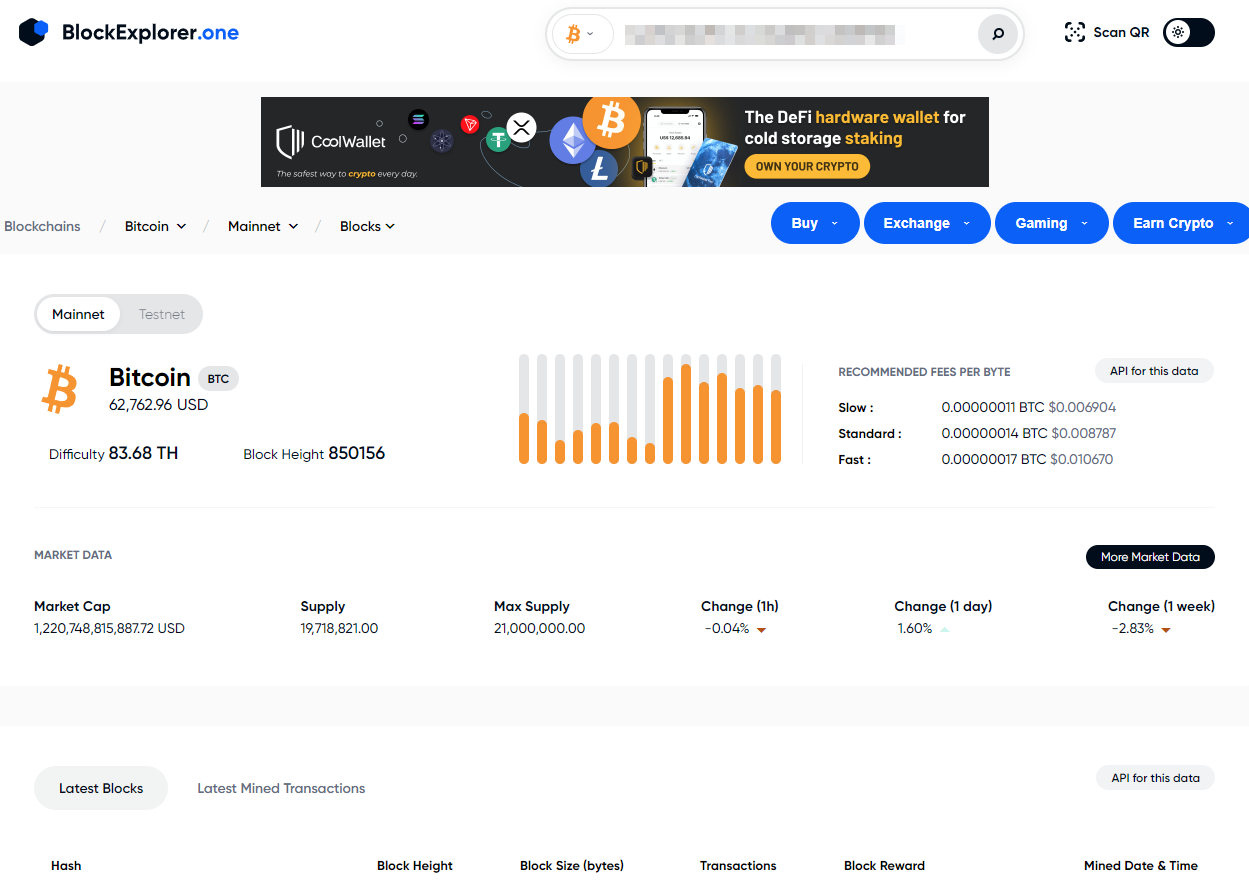 BlockExplorer.one
Scan QR
CoolWallet
The safest way to crypto every day.
The DeFi hardware wallet for
cold storage staking
OWN YOUR CRYPTO
Blockchains / Bitcoin / Mainnet / Blocks
Buy Exchange Gaming Earn Crypto
Mainnet Testnet
Bitcoin BTC
62,762.96 USD
Difficulty 83.68 TH Block Height 850156
RECOMMENDED FEES PER BYTE API for this data
Slow : 0.00000011 BTC $0.006904
Standard : 0.00000014 BTC $0.008787
Fast : 0.00000017 BTC $0.010670
MARKET DATA More Market Data
Market Cap Supply Max Supply Change (1h) Change (1 day) Change (1 week)
1,220,748,815,887.72 USD 19,718,821.00 21,000,000.00 -0.04% 1.60% -2.83%
Latest Blocks Latest Mined Transactions API for this data
Hash Block Height Block Size (bytes) Transactions Block Reward Mined Date & Time